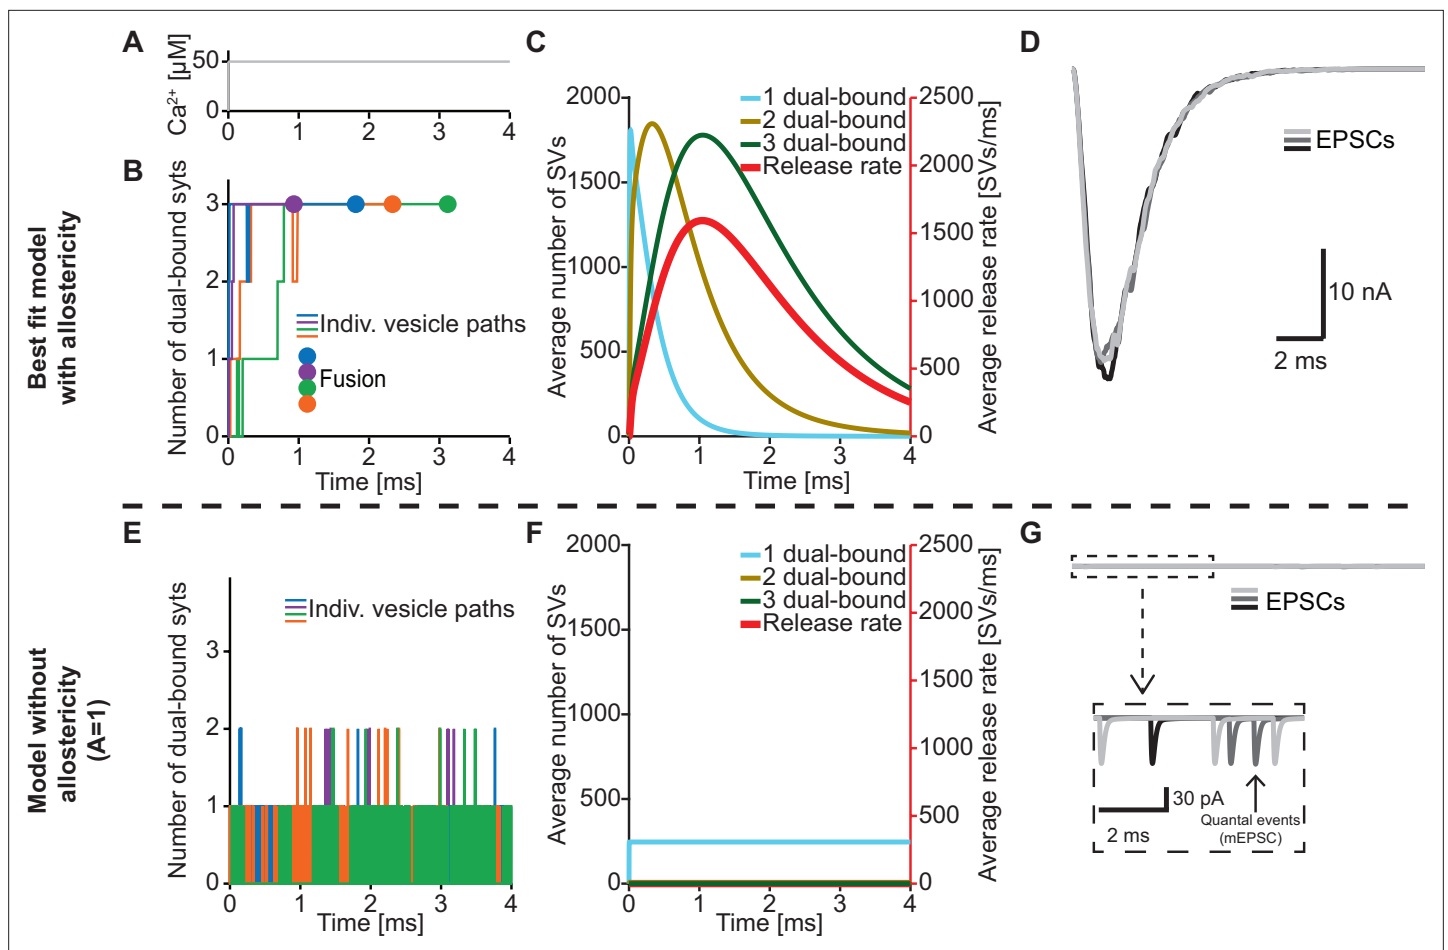 Best fit model
with allostericity
A
Ca²⁺ [µM]
50
0
0 1 2 3 4
B
Number of dual-bound syts
3
2
1
0
Indiv. vesicle paths
Fusion
0 1 2 3 4
Time [ms]
C
Average number of SVs
2000
1500
1000
500
0
1 dual-bound
2 dual-bound
3 dual-bound
Release rate
2500
2000
1500
1000
500
0
Average release rate [SVs/ms]
0 1 2 3 4
Time [ms]
D
EPSCs
10 nA
2 ms
Model without
allostericity
(A=1)
E
Number of dual-bound syts
3
2
1
0
Indiv. vesicle paths
0 1 2 3 4
Time [ms]
F
Average number of SVs
2000
1500
1000
500
0
1 dual-bound
2 dual-bound
3 dual-bound
Release rate
2500
2000
1500
1000
500
0
Average release rate [SVs/ms]
0 1 2 3 4
Time [ms]
G
EPSCs
30 pA
2 ms
Quantal events
(mEPSC)